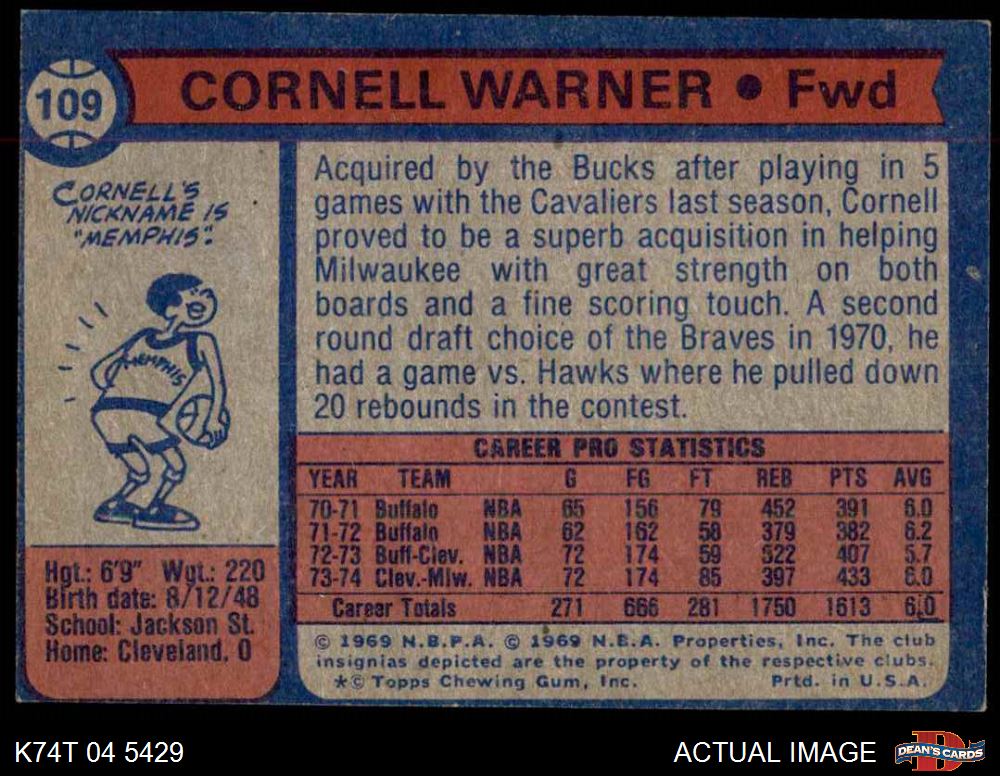 109
CORNELL WARNER • Fwd
CORNELL'S
NICKNAME IS
"MEMPHIS".
MEMPHIS
Hgt.: 6'9" Wgt.: 220
Birth date: 8/12/48
School: Jackson St.
Home: Cleveland, O
Acquired by the Bucks after playing in 5
games with the Cavaliers last season, Cornell
proved to be a superb acquisition in helping
Milwaukee with great strength on both
boards and a fine scoring touch. A second
round draft choice of the Braves in 1970, he
had a game vs. Hawks where he pulled down
20 rebounds in the contest.
CAREER PRO STATISTICS
YEAR TEAM G FG FT REB PTS AVG
70-71 Buffalo NBA 65 156 79 452 391 6.0
71-72 Buffalo NBA 62 162 58 379 382 6.2
72-73 Buff-Clev. NBA 72 174 59 522 407 5.7
73-74 Clev.-Mlw. NBA 72 174 85 397 433 6.0
Career Totals 271 666 281 1750 1613 6.0
© 1969 N.B.P.A. © 1969 N.B.A. Properties, Inc. The club
insignias depicted are the property of the respective clubs.
*© Topps Chewing Gum, Inc. Prtd. in U.S.A.
K74T 04 5429
ACTUAL IMAGE
D
DEAN'S CARDS